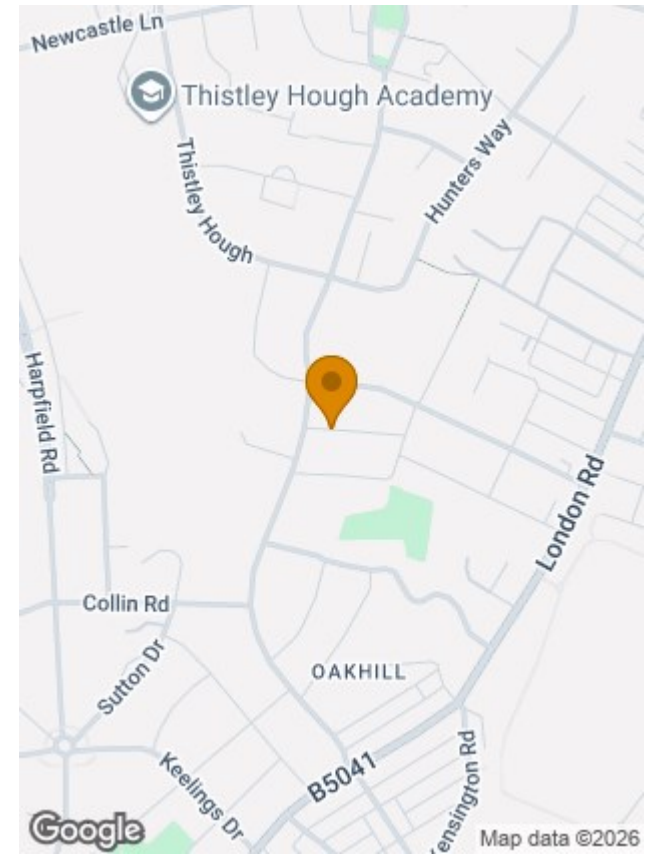 Newcastle Ln
Thistley Hough Academy
Thistley Hough
Hunters Way
Harpfield Rd
London Rd
Collin Rd
Sutton Dr
OAKHILL
Keelings Dr
B5041
ensington Rd
Google
Map data ©2026